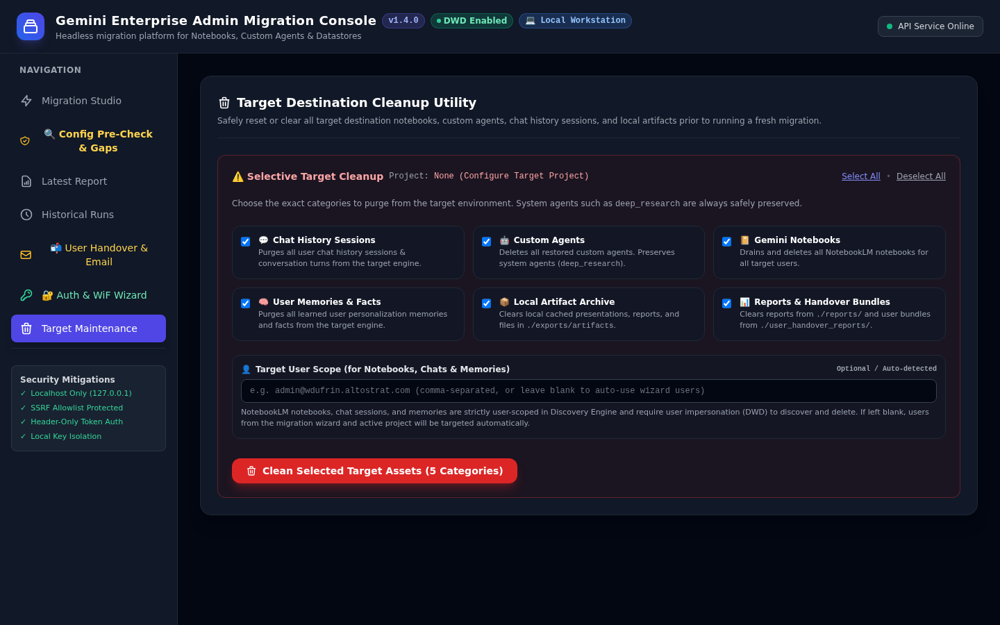 Gemini Enterprise Admin Migration Console v1.4.0 DWD Enabled 💻 Local Workstation
Headless migration platform for Notebooks, Custom Agents & Datastores
API Service Online
NAVIGATION
Migration Studio
🔍 Config Pre-Check
& Gaps
Latest Report
Historical Runs
📬 User Handover &
Email
🔐 Auth & WiF Wizard
Target Maintenance
Security Mitigations
✓ Localhost Only (127.0.0.1)
✓ SSRF Allowlist Protected
✓ Header-Only Token Auth
✓ Local Key Isolation
Target Destination Cleanup Utility
Safely reset or clear all target destination notebooks, custom agents, chat history sessions, and local artifacts prior to running a fresh migration.
⚠️ Selective Target Cleanup Project: None (Configure Target Project)
Select All • Deselect All
Choose the exact categories to purge from the target environment. System agents such as deep_research are always safely preserved.
💬 Chat History Sessions
Purges all user chat history sessions &
conversation turns from the target engine.
🤖 Custom Agents
Deletes all restored custom agents. Preserves
system agents (deep_research).
📔 Gemini Notebooks
Drains and deletes all NotebookLM notebooks for
all target users.
🧠 User Memories & Facts
Purges all learned user personalization memories
and facts from the target engine.
📦 Local Artifact Archive
Clears local cached presentations, reports, and
files in ./exports/artifacts.
📊 Reports & Handover Bundles
Clears reports from ./reports/ and user bundles
from ./user_handover_reports/.
👤 Target User Scope (for Notebooks, Chats & Memories)
Optional / Auto-detected
e.g. admin@wdufrin.altostrat.com (comma-separated, or leave blank to auto-use wizard users)
NotebookLM notebooks, chat sessions, and memories are strictly user-scoped in Discovery Engine and require user impersonation (DWD) to discover and delete. If left blank, users
from the migration wizard and active project will be targeted automatically.
Clean Selected Target Assets (5 Categories)